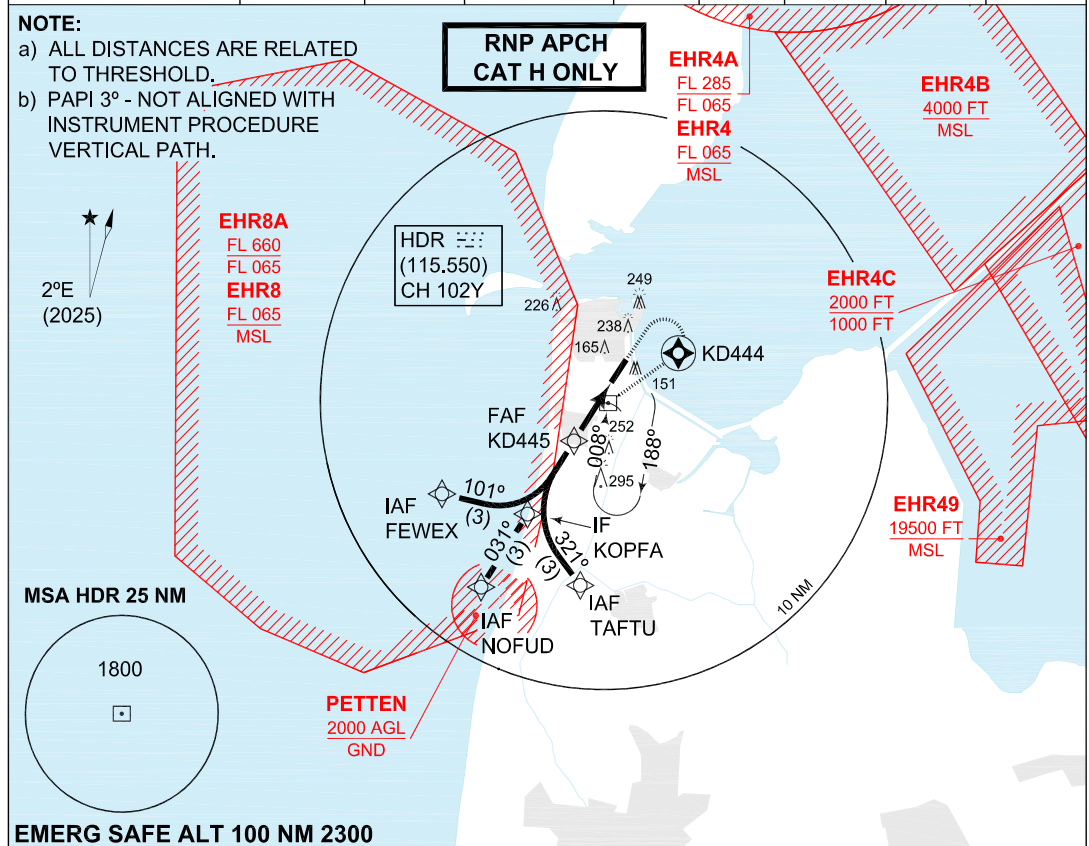 NOTE:
a) ALL DISTANCES ARE RELATED
TO THRESHOLD.
b) PAPI 3º - NOT ALIGNED WITH
INSTRUMENT PROCEDURE
VERTICAL PATH.
RNP APCH
CAT H ONLY
EHR4A
FL 285
FL 065
EHR4
FL 065
MSL
EHR4B
4000 FT
MSL
2ºE
(2025)
EHR8A
FL 660
FL 065
EHR8
FL 065
MSL
HDR
(115.550)
CH 102Y
EHR4C
2000 FT
1000 FT
249
226
238
165
KD444
151
FAF
KD445
252
008º
188º
295
101º
(3)
IAF
FEWEX
031º
(3)
IF
KOPFA
321º
(3)
EHR49
19500 FT
MSL
IAF
NOFUD
IAF
TAFTU
10 NM
MSA HDR 25 NM
1800
PETTEN
2000 AGL
GND
EMERG SAFE ALT 100 NM 2300